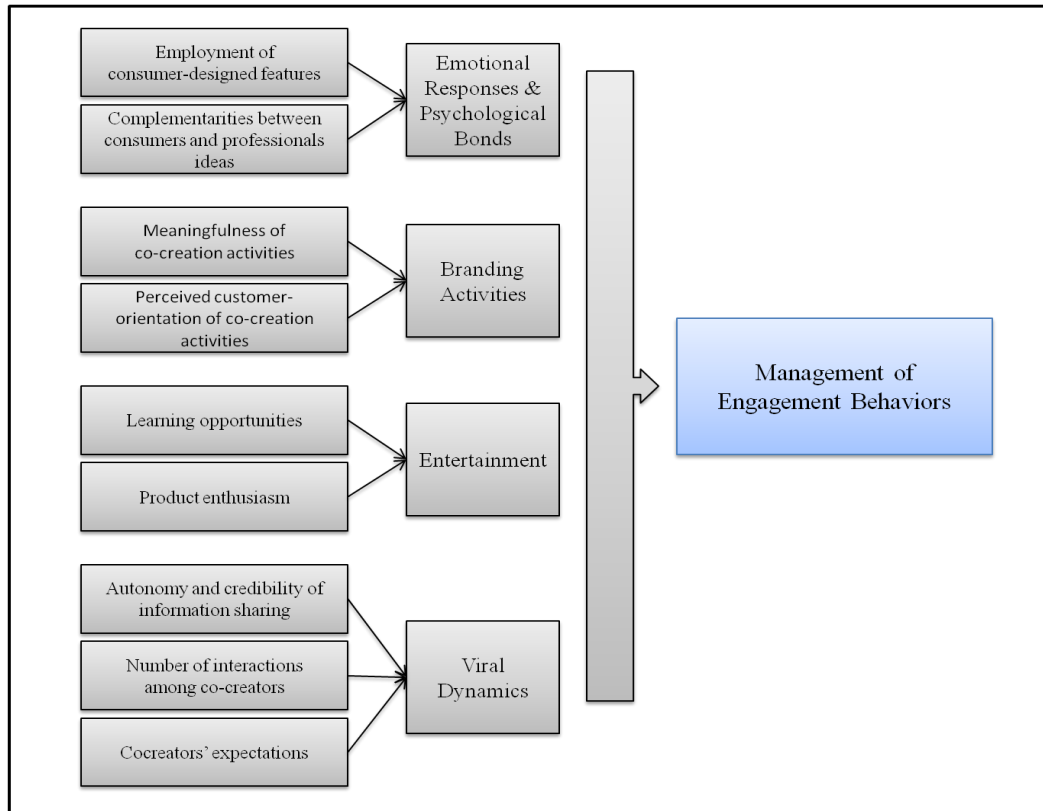 Employment of
consumer-designed features
Complementarities between
consumers and professionals
ideas
Emotional
Responses &
Psychological
Bonds
Meaningfulness of
co-creation activities
Perceived customer-
orientation of co-creation
activities
Branding
Activities
Learning opportunities
Product enthusiasm
Entertainment
Autonomy and credibility of
information sharing
Number of interactions
among co-creators
Cocreators’ expectations
Viral
Dynamics
Management of
Engagement Behaviors